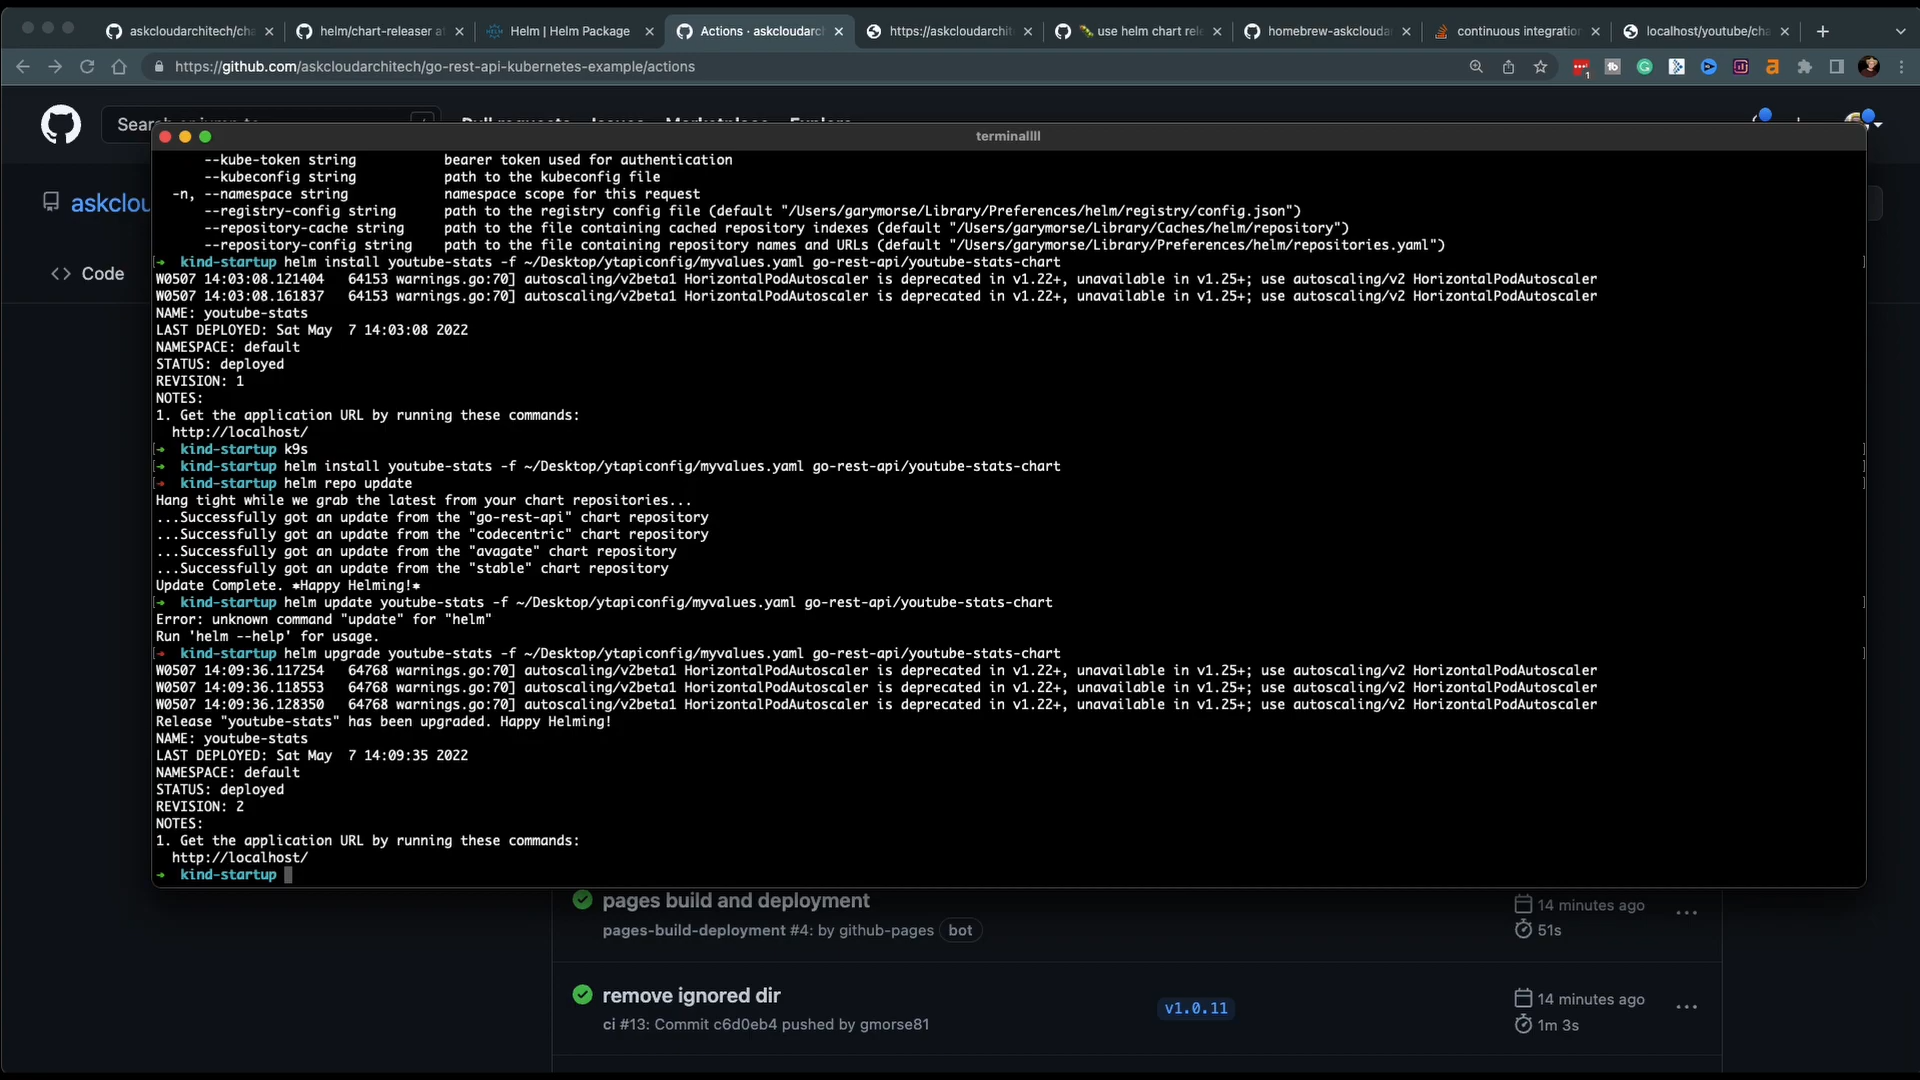 askcloudarchitech/cha
helm/chart-releaser a
Helm | Helm Package
Actions · askcloudarc
https://askcloudarchit
use helm chart rel
homebrew-askclouda
continuous integratio
localhost/youtube/cha
https://github.com/askcloudarchitech/go-rest-api-kubernetes-example/actions
terminallll
--kube-token string bearer token used for authentication
--kubeconfig string path to the kubeconfig file
-n, --namespace string namespace scope for this request
--registry-config string path to the registry config file (default "/Users/garymorse/Library/Preferences/helm/registry/config.json")
--repository-cache string path to the file containing cached repository indexes (default "/Users/garymorse/Library/Caches/helm/repository")
--repository-config string path to the file containing repository names and URLs (default "/Users/garymorse/Library/Preferences/helm/repositories.yaml")
[→ kind-startup helm install youtube-stats -f ~/Desktop/ytapiconfig/myvalues.yaml go-rest-api/youtube-stats-chart ]
W0507 14:03:08.121404 64153 warnings.go:70] autoscaling/v2beta1 HorizontalPodAutoscaler is deprecated in v1.22+, unavailable in v1.25+; use autoscaling/v2 HorizontalPodAutoscaler
W0507 14:03:08.161837 64153 warnings.go:70] autoscaling/v2beta1 HorizontalPodAutoscaler is deprecated in v1.22+, unavailable in v1.25+; use autoscaling/v2 HorizontalPodAutoscaler
NAME: youtube-stats
LAST DEPLOYED: Sat May 7 14:03:08 2022
NAMESPACE: default
STATUS: deployed
REVISION: 1
NOTES:
1. Get the application URL by running these commands:
http://localhost/
[→ kind-startup k9s ]
[→ kind-startup helm install youtube-stats -f ~/Desktop/ytapiconfig/myvalues.yaml go-rest-api/youtube-stats-chart ]
[→ kind-startup helm repo update ]
Hang tight while we grab the latest from your chart repositories...
...Successfully got an update from the "go-rest-api" chart repository
...Successfully got an update from the "codecentric" chart repository
...Successfully got an update from the "avagate" chart repository
...Successfully got an update from the "stable" chart repository
Update Complete. *Happy Helming!*
[→ kind-startup helm update youtube-stats -f ~/Desktop/ytapiconfig/myvalues.yaml go-rest-api/youtube-stats-chart ]
Error: unknown command "update" for "helm"
Run 'helm --help' for usage.
[→ kind-startup helm upgrade youtube-stats -f ~/Desktop/ytapiconfig/myvalues.yaml go-rest-api/youtube-stats-chart ]
W0507 14:09:36.117254 64768 warnings.go:70] autoscaling/v2beta1 HorizontalPodAutoscaler is deprecated in v1.22+, unavailable in v1.25+; use autoscaling/v2 HorizontalPodAutoscaler
W0507 14:09:36.118553 64768 warnings.go:70] autoscaling/v2beta1 HorizontalPodAutoscaler is deprecated in v1.22+, unavailable in v1.25+; use autoscaling/v2 HorizontalPodAutoscaler
W0507 14:09:36.128350 64768 warnings.go:70] autoscaling/v2beta1 HorizontalPodAutoscaler is deprecated in v1.22+, unavailable in v1.25+; use autoscaling/v2 HorizontalPodAutoscaler
Release "youtube-stats" has been upgraded. Happy Helming!
NAME: youtube-stats
LAST DEPLOYED: Sat May 7 14:09:35 2022
NAMESPACE: default
STATUS: deployed
REVISION: 2
NOTES:
1. Get the application URL by running these commands:
http://localhost/
→ kind-startup
askclou
Code
pages build and deployment
14 minutes ago
pages-build-deployment #4: by github-pages bot
51s
remove ignored dir
v1.0.11
14 minutes ago
ci #13: Commit c6d0eb4 pushed by gmorse81
1m 3s